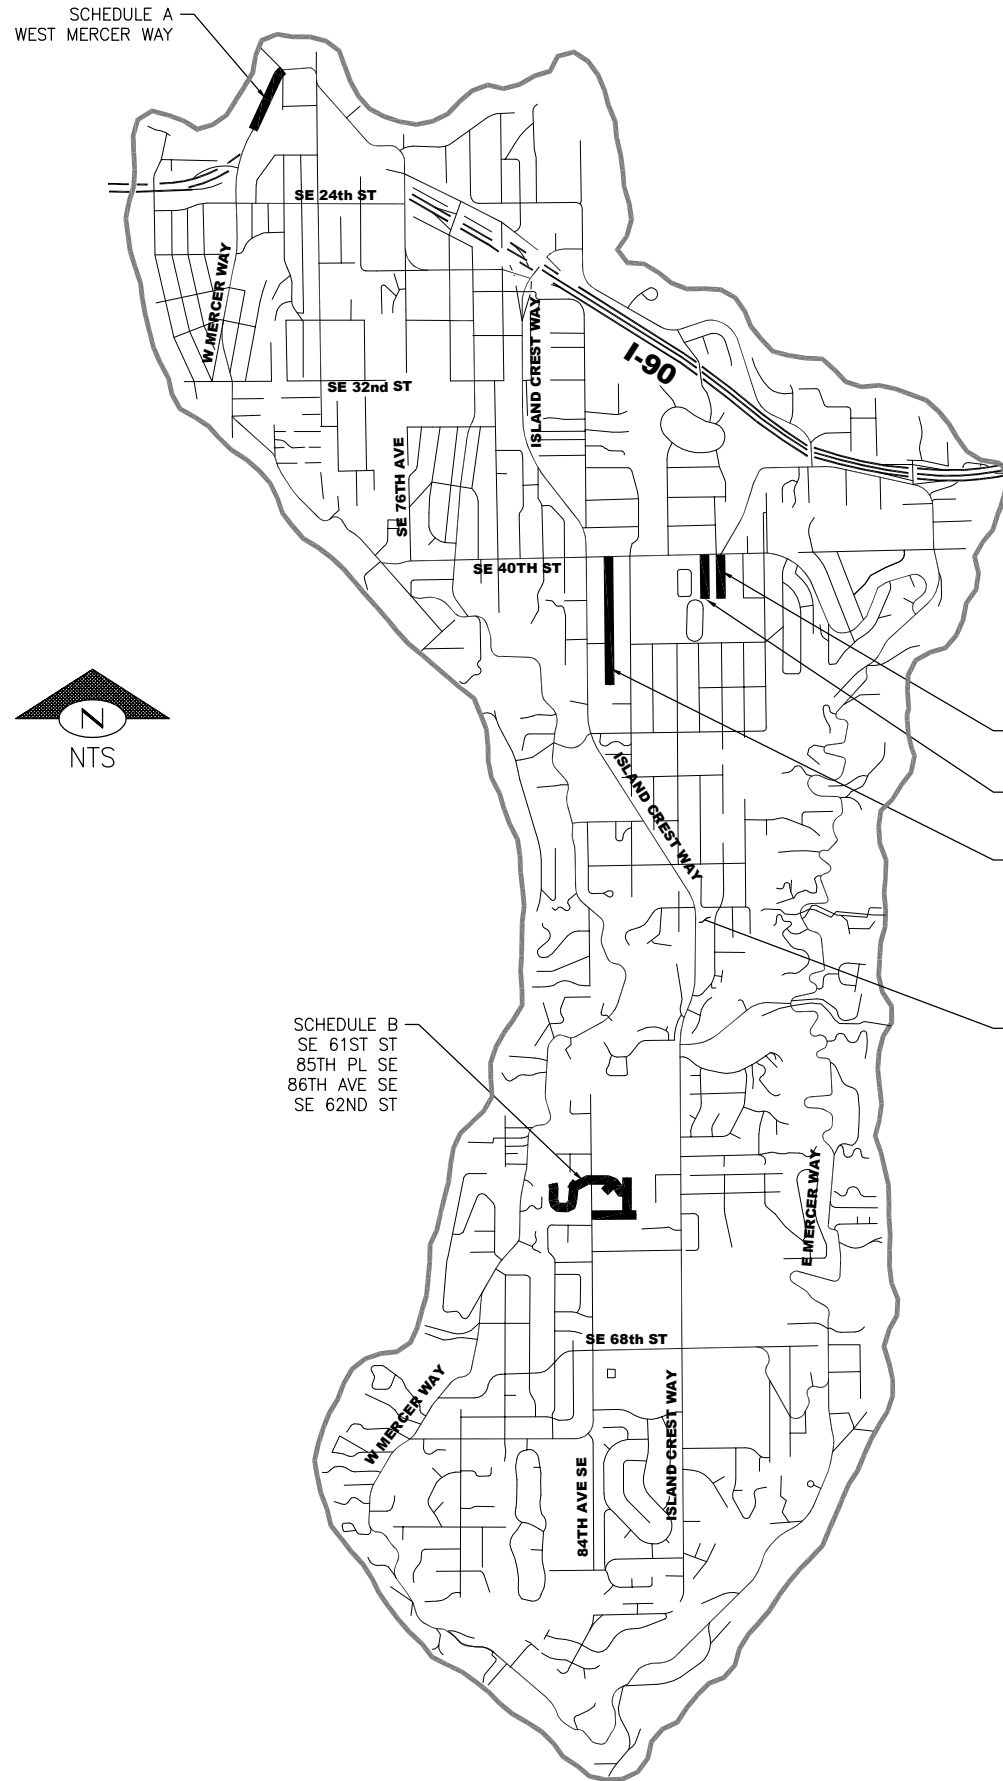 SCHEDULE A
WEST MERCER WAY
SE 24th ST
W MERCER WAY
ISLAND CREST WAY
I-90
SE 32nd ST
SE 76TH AVE
SE 40TH ST
N
NTS
ISLAND CREST WAY
SCHEDULE B
SE 61ST ST
85TH PL SE
86TH AVE SE
SE 62ND ST
E MERCER WAY
SE 68th ST
W MERCER WAY
ISLAND CREST WAY
84TH AVE SE